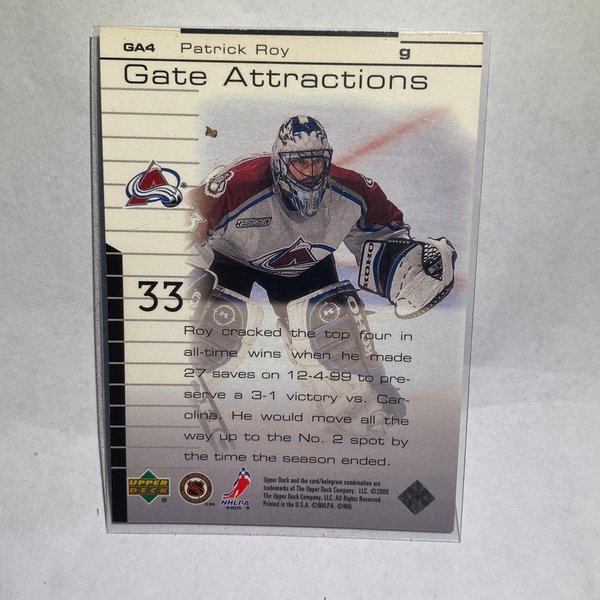 GA4 Patrick Roy g
Gate Attractions
33
Roy cracked the top four in
all-time wins when he made
27 saves on 12-4-99 to pre-
serve a 3-1 victory vs. Car-
olina. He would move all the
way up to the No. 2 spot by
the time the season ended.
UPPER DECK
NHLPA
Upper Deck and the card/hologram combination are
trademarks of The Upper Deck Company, LLC. ©2000
The Upper Deck Company, LLC. All Rights Reserved.
Printed in the U.S.A. ©NHLPA. ©NHL